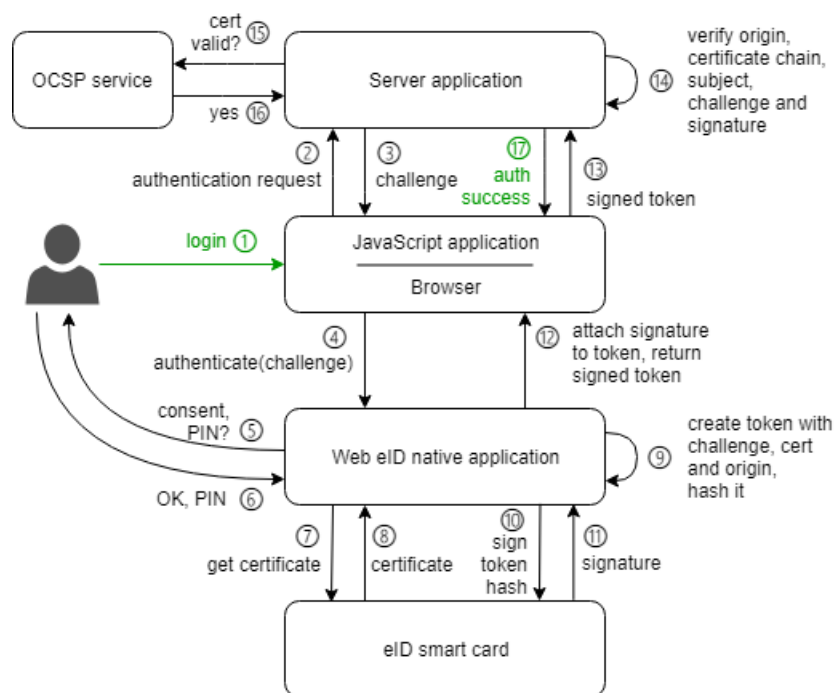 cert
valid? ⑮
OCSP service
yes ⑯
Server application
⑭
verify origin,
certificate chain,
subject,
challenge and
signature
②
authentication request
③
challenge
⑰
auth
success
⑬
signed token
login ①
JavaScript application
Browser
④
authenticate(challenge)
⑫
attach signature
to token, return
signed token
consent,
PIN? ⑤
OK, PIN ⑥
Web eID native application
⑨
create token with
challenge, cert
and origin,
hash it
⑦
get certificate
⑧
certificate
⑩
sign
token
hash
⑪
signature
eID smart card